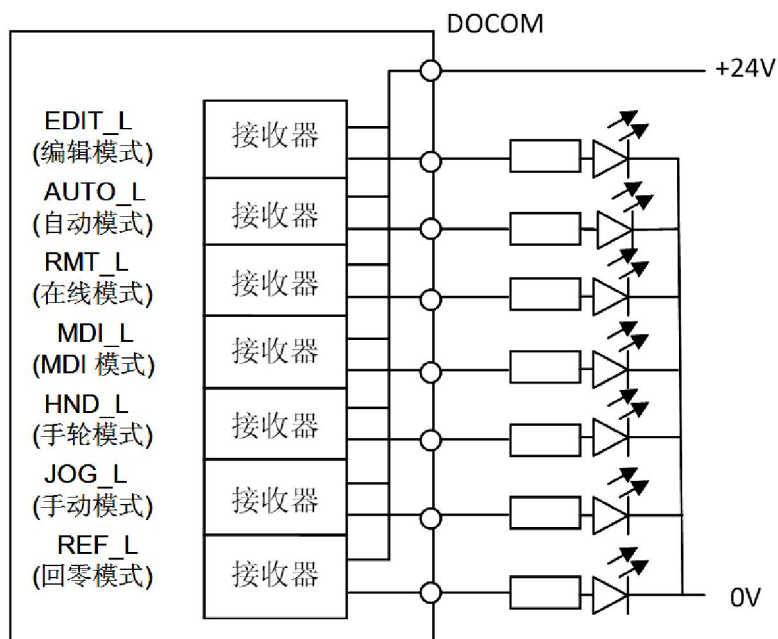 DOCOM
+24V
EDIT_L
(编辑模式)
接收器
AUTO_L
(自动模式)
接收器
RMT_L
(在线模式)
接收器
MDI_L
(MDI 模式)
接收器
HND_L
(手轮模式)
接收器
JOG_L
(手动模式)
接收器
REF_L
(回零模式)
接收器
0V